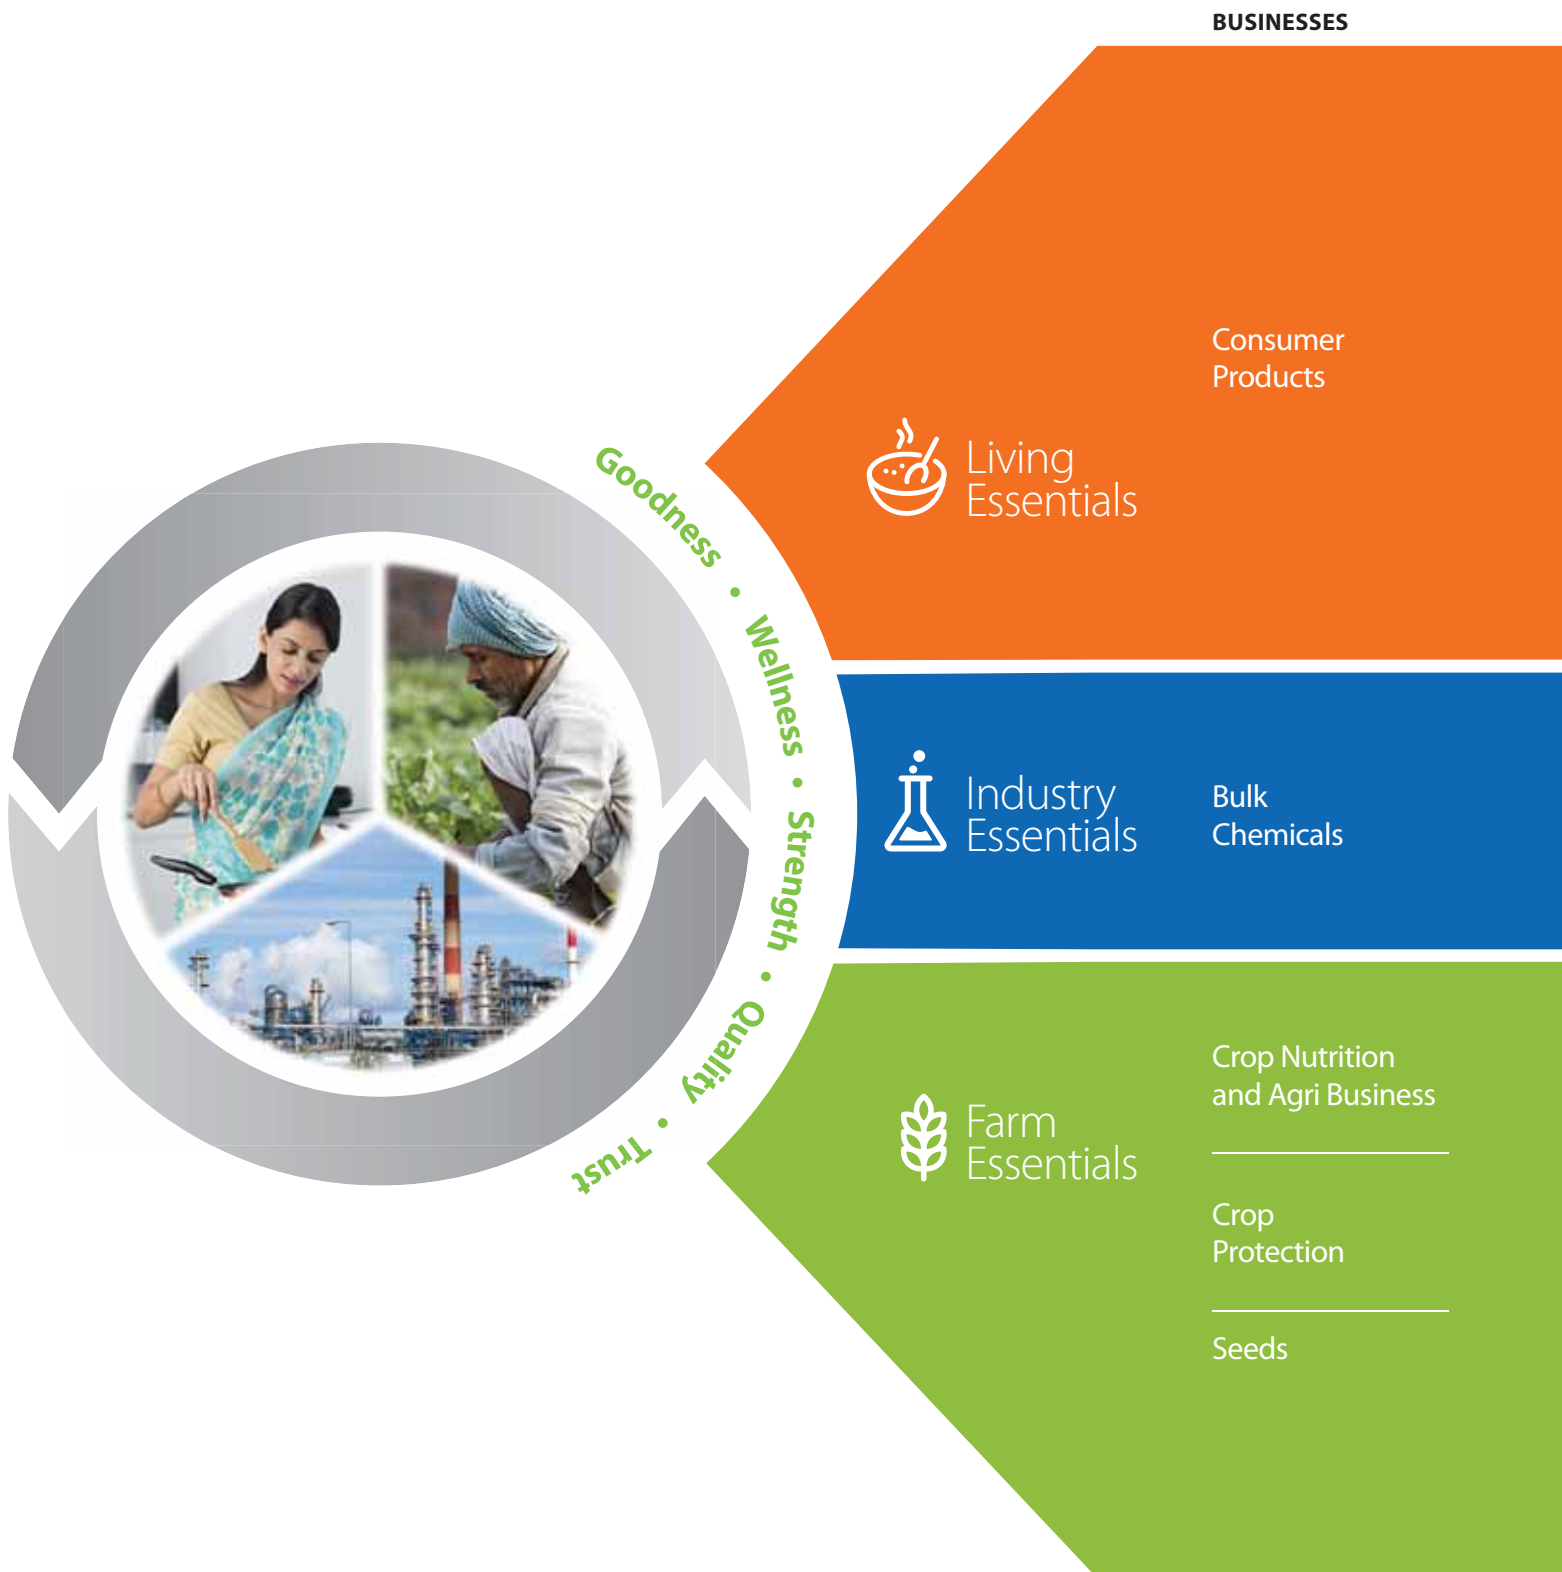 BUSINESSES
Goodness • Wellness • Strength • Quality • Trust
Living
Essentials
Consumer
Products
Industry
Essentials
Bulk
Chemicals
Farm
Essentials
Crop Nutrition
and Agri Business
Crop
Protection
Seeds